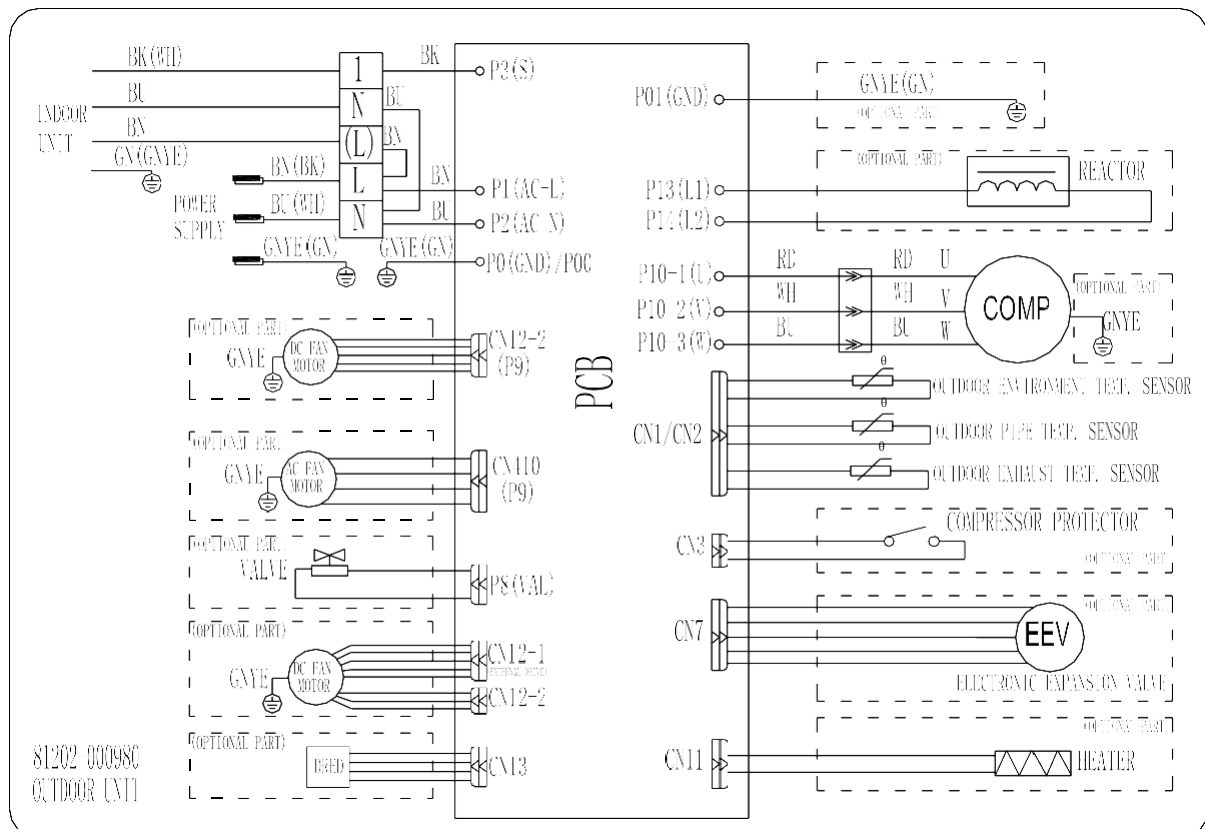 BK(WH)
BU
INDOOR
UNIT
BN
GN(GNYE)
1
N
(L)
L
N
BK
BU
BN
BN
BU
P3(S)
P1(AC-L)
P2(AC N)
BN(BK)
POWER
SUPPLY
BU(WH)
GNYE(GN)
GNYE(GN)
P0(GND)/P00
(OPTIONAL PART)
GNYE
DC FAN
MOTOR
CN12-2
(P9)
(OPTIONAL PART)
GNYE
AC FAN
MOTOR
CN410
(P9)
(OPTIONAL PART)
VALVE
P8(VAL)
(OPTIONAL PART)
GNYE
DC FAN
MOTOR
CN12-1
(EXTERNAL DRIVE)
CN12-2
(OPTIONAL PART)
DRED
CN13
81202 000980
OUTDOOR UNIT
PCB
P01(GND)
GNYE(GN)
(OPTIONAL PART)
(OPTIONAL PART)
P13(L1)
P14(L2)
REACTOR
P10-1(U)
P10 2(V)
P10-3(W)
RD
WH
BU
RD
WH
BU
U
V
W
COMP
(OPTIONAL PART)
GNYE
CN1/CN2
θ
OUTDOOR ENVIRONMENT TEMP. SENSOR
θ
OUTDOOR PIPE TEMP. SENSOR
θ
OUTDOOR EXHAUST TEMP. SENSOR
CN3
COMPRESSOR PROTECTOR
(OPTIONAL PART
CN7
(OPTIONAL PART
EEV
ELECTRONIC EXPANSION VALVE
CN11
(OPTIONAL PART
HEATER